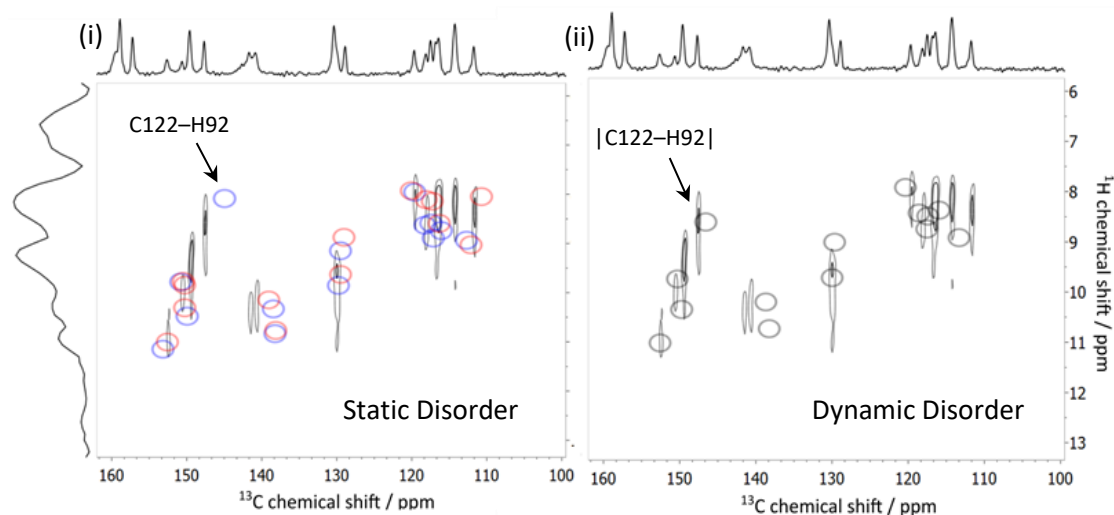 (i)
(ii)
C122–H92
|C122–H92|
Static Disorder
Dynamic Disorder
6
7
8
9
10
11
12
13
¹H chemical shift / ppm
160 150 140 130 120 110 100
160 150 140 130 120 110 100
¹³C chemical shift / ppm
¹³C chemical shift / ppm